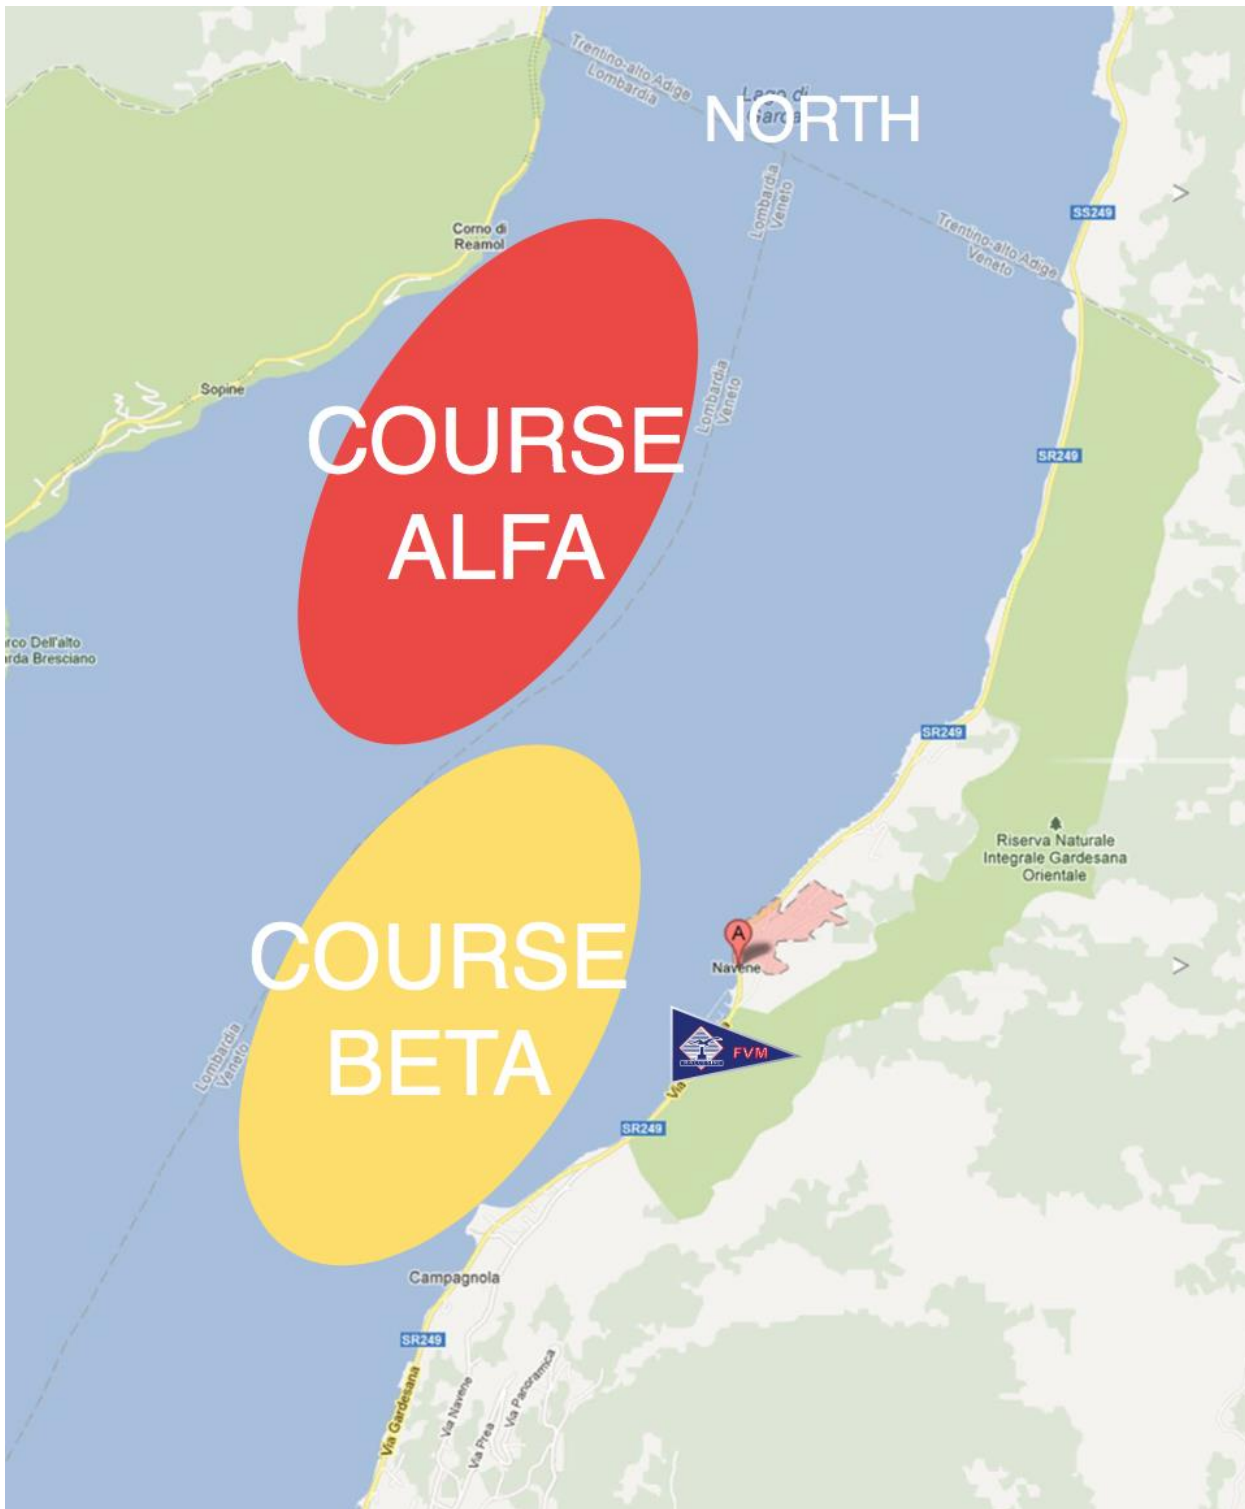 Trentino-alto Adige
Lombardia
Lago di
Garda
NORTH
Lombardia
Veneto
SS249
Corno di
Reamol
Trentino-alto Adige
Veneto
Sopine
Lombardia
Veneto
COURSE
ALFA
SR249
rco Dell'alto
arda Bresciano
SR249
Riserva Naturale
Integrale Gardesana
Orientale
COURSE
BETA
A
Navene
Lombardia
Veneto
FVM
Via
SR249
Campagnola
SR249
Via Gardesana
Via Navene
Via Prea
Via Panoramica